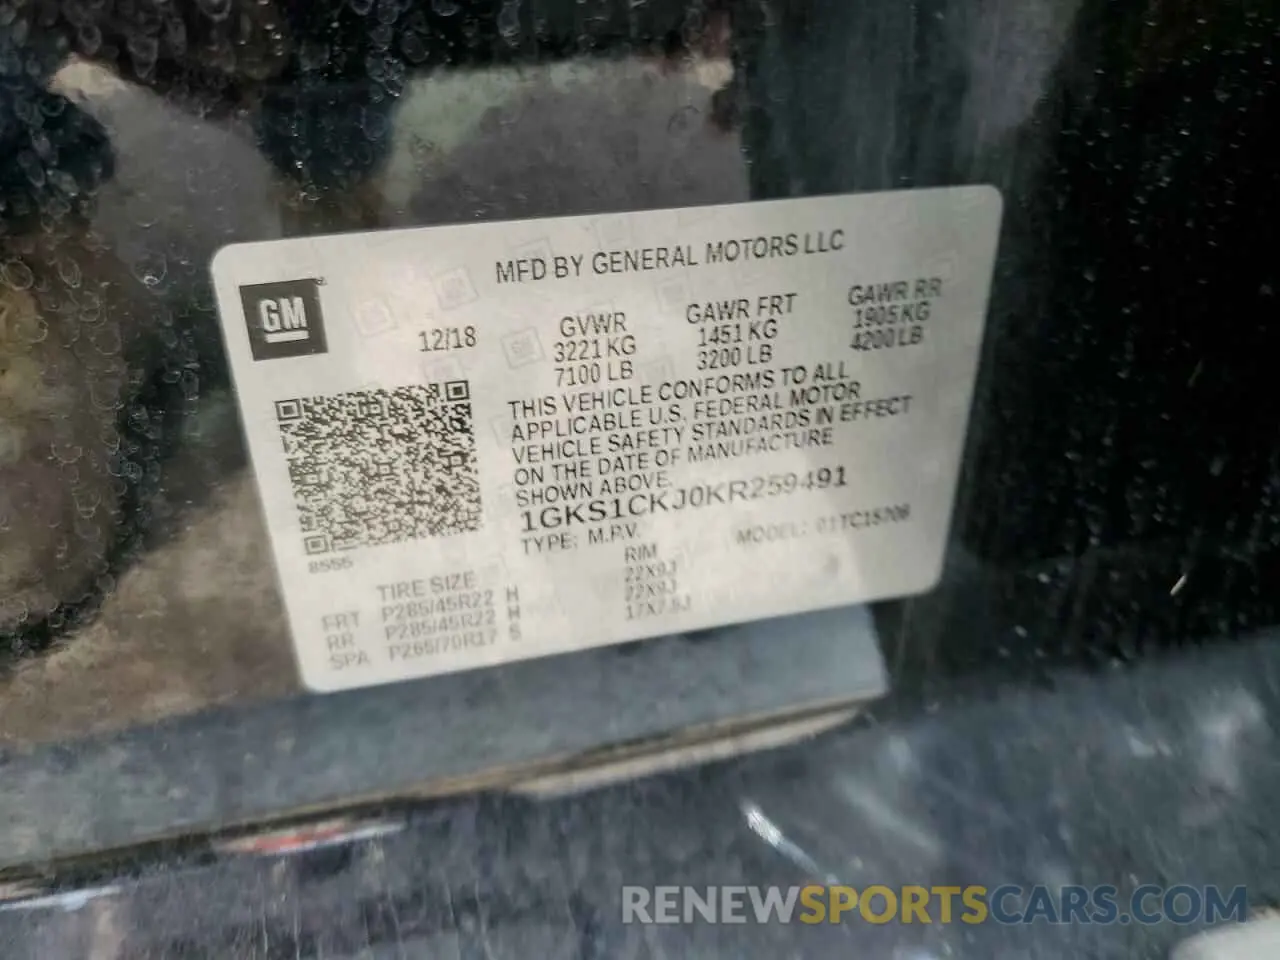 MFD BY GENERAL MOTORS LLC
GM
12/18
GVWR GAWR FRT GAWR RR
3221 KG 1451 KG 1905 KG
7100 LB 3200 LB 4200 LB
THIS VEHICLE CONFORMS TO ALL
APPLICABLE U.S. FEDERAL MOTOR
VEHICLE SAFETY STANDARDS IN EFFECT
ON THE DATE OF MANUFACTURE
SHOWN ABOVE.
1GKS1CKJ0KR259491
TYPE: M.P.V. MODEL: 01TC15706
8555
TIRE SIZE RIM
FRT P285/45R22 H 22X9J
RR P285/45R22 H 22X9J
SPA P265/70R17 S 17X7.5J
RENEWSPORTSCARS.COM